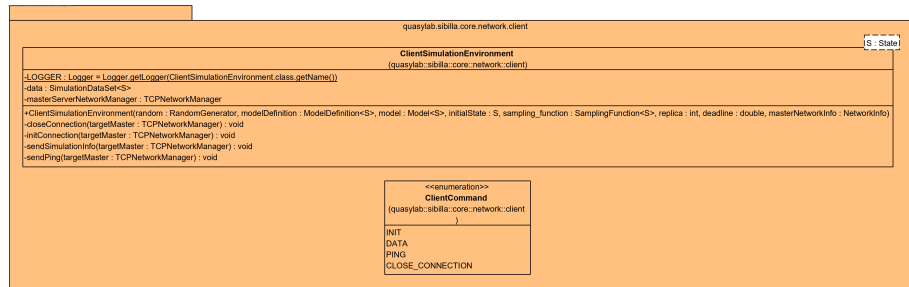 quasylab.sibilla.core.network.client
S : State
ClientSimulationEnvironment
(quasylab::sibilla::core::network::client)
-LOGGER : Logger = Logger.getLogger(ClientSimulationEnvironment.class.getName())
-data : SimulationDataSet<S>
-masterServerNetworkManager : TCPNetworkManager
+ClientSimulationEnvironment(random : RandomGenerator, modelDefinition : ModelDefinition<S>, model : Model<S>, initialState : S, sampling_function : SamplingFunction<S>, replica : int, deadline : double, masterNetworkInfo : NetworkInfo)
-closeConnection(targetMaster : TCPNetworkManager) : void
-initConnection(targetMaster : TCPNetworkManager) : void
-sendSimulationInfo(targetMaster : TCPNetworkManager) : void
-sendPing(targetMaster : TCPNetworkManager) : void
<<enumeration>>
ClientCommand
(quasylab::sibilla::core::network::client
)
INIT
DATA
PING
CLOSE_CONNECTION